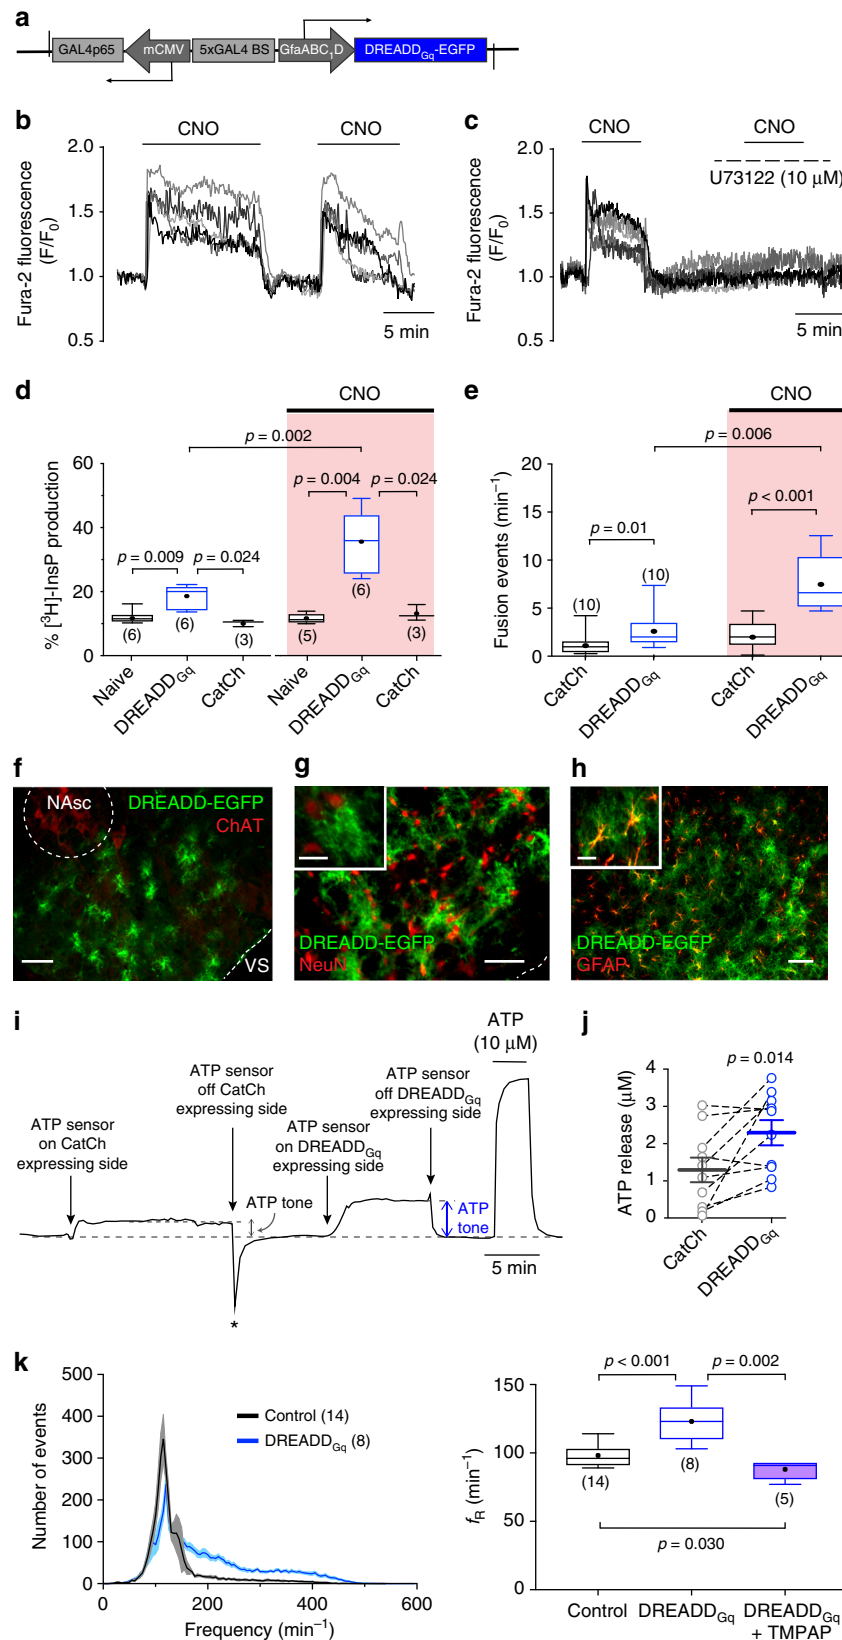 a
GAL4p65
mCMV
5xGAL4 BS
GfaABC1D
DREADDGq-EGFP
b
CNO
CNO
2.0
1.5
1.0
0.5
Fura-2 fluorescence
(F/F0)
5 min
c
CNO
CNO
U73122 (10 μM)
2.0
1.5
1.0
0.5
Fura-2 fluorescence
(F/F0)
5 min
d
CNO
p = 0.002
60
40
20
0
% [³H]-InsP production
p = 0.009
p = 0.024
p = 0.004
p = 0.024
(6)
(6)
(3)
(5)
(6)
(3)
Naive
DREADDGq
CatCh
Naive
DREADDGq
CatCh
e
CNO
p = 0.006
20
15
10
5
0
Fusion events (min⁻¹)
p = 0.01
p < 0.001
(10)
(10)
CatCh
DREADDGq
CatCh
DREADDGq
f
NAsc
DREADD-EGFP
ChAT
VS
g
DREADD-EGFP
NeuN
h
DREADD-EGFP
GFAP
i
ATP sensor
on CatCh
expressing side
ATP sensor
off CatCh
expressing side
ATP tone
ATP sensor
on DREADDGq
expressing side
ATP sensor
off DREADDGq
expressing side
ATP
tone
ATP
(10 μM)
5 min
*
j
p = 0.014
4
3
2
1
0
ATP release (μM)
CatCh
DREADDGq
k
500
400
300
200
100
0
Number of events
Control (14)
DREADDGq (8)
0
200
400
600
Frequency (min⁻¹)
p < 0.001
p = 0.002
150
100
50
0
fR (min⁻¹)
(14)
(8)
(5)
p = 0.030
Control
DREADDGq
DREADDGq
+ TMPAP